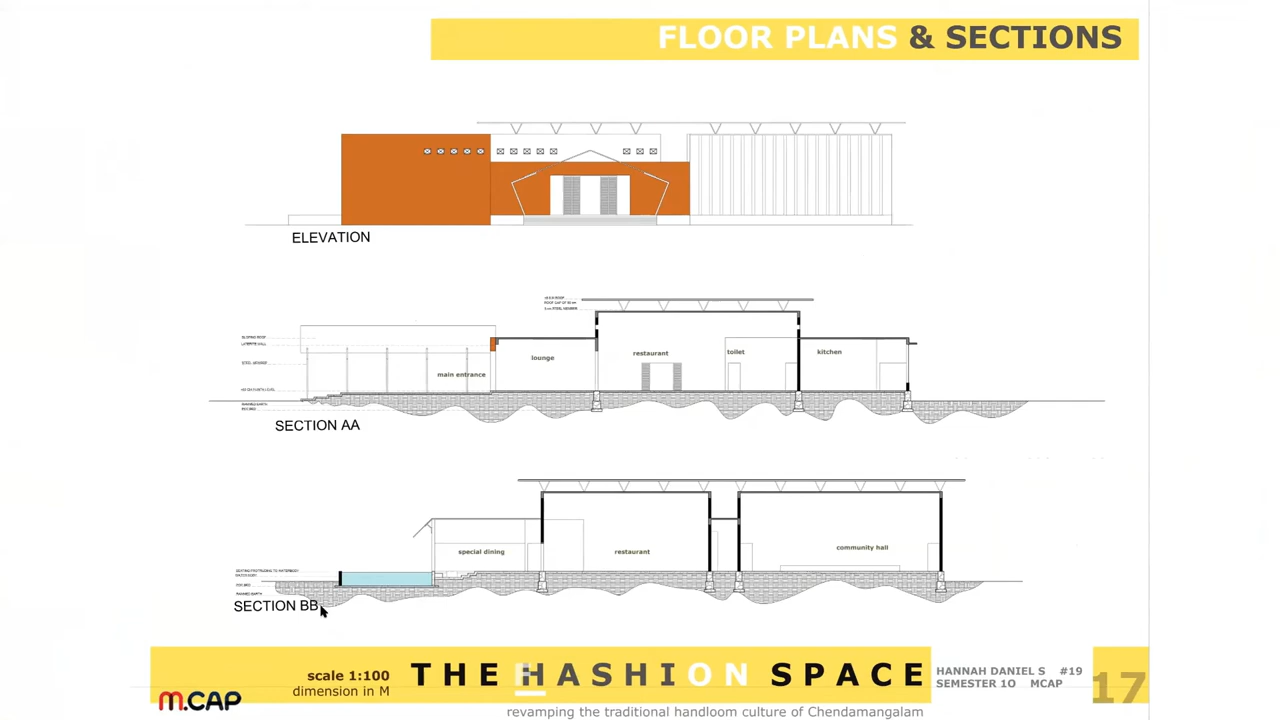 FLOOR PLANS & SECTIONS
ELEVATION
lounge
restaurant
toilet
kitchen
main entrance
SECTION AA
special dining
restaurant
community hall
SECTION BB
scale 1:100
dimension in M
THE HASHION SPACE
HANNAH DANIEL S #19
SEMESTER 1O MCAP
17
m.CAP
revamping the traditional handloom culture of Chendamangalam